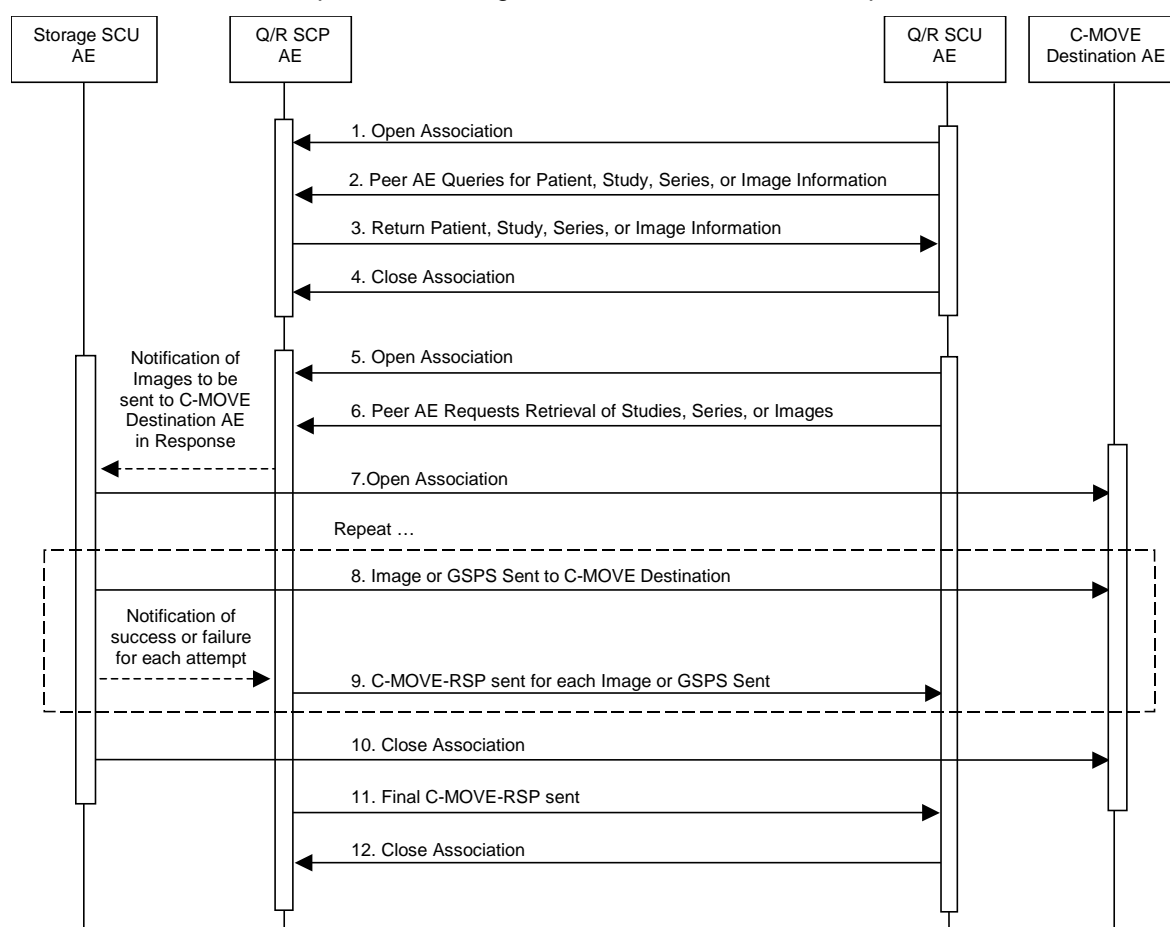 Storage SCU
AE
Q/R SCP
AE
Q/R SCU
AE
C-MOVE
Destination AE
1. Open Association
2. Peer AE Queries for Patient, Study, Series, or Image Information
3. Return Patient, Study, Series, or Image Information
4. Close Association
Notification of
Images to be
sent to C-MOVE
Destination AE
in Response
5. Open Association
6. Peer AE Requests Retrieval of Studies, Series, or Images
7.Open Association
Repeat …
8. Image or GSPS Sent to C-MOVE Destination
Notification of
success or failure
for each attempt
9. C-MOVE-RSP sent for each Image or GSPS Sent
10. Close Association
11. Final C-MOVE-RSP sent
12. Close Association